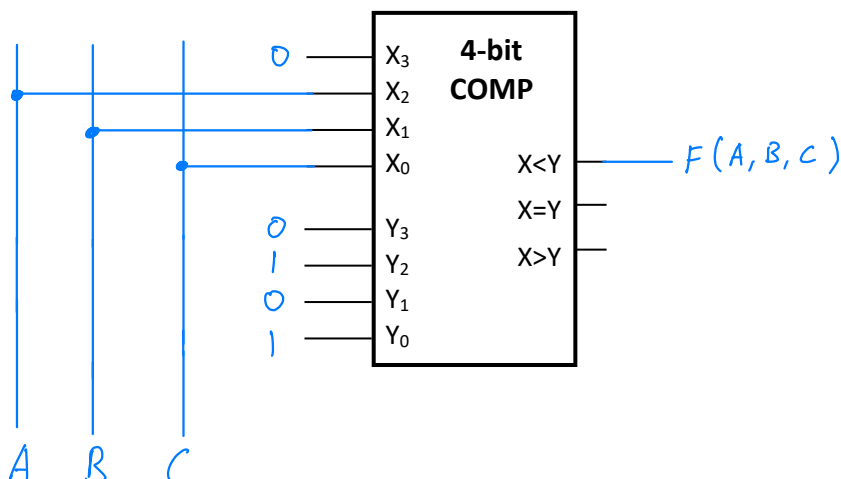 0 X₃ 4-bit
X₂ COMP
X₁
X₀ X<Y F(A, B, C)
X=Y
0 Y₃ X>Y
1 Y₂
0 Y₁
1 Y₀
A B C